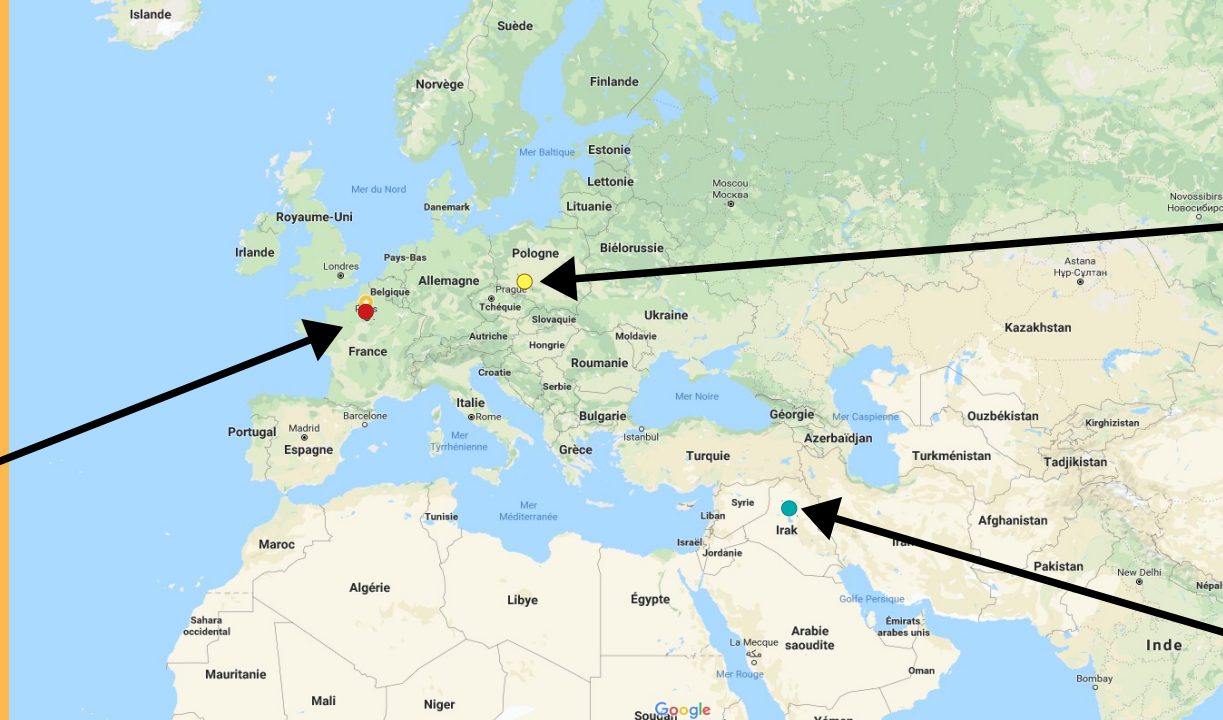 Islande
Suède
Norvège
Finlande
Mer Baltique
Estonie
Lettonie
Lituanie
Moscou
Москва
Novossibirs
Новосибирс
Mer du Nord
Danemark
Royaume-Uni
Irlande
Pays-Bas
Pologne
Biélorussie
Londres
Allemagne
Belgique
Prague
Tchéquie
Astana
Нур-Султан
Slovaquie
Ukraine
Kazakhstan
Autriche
Hongrie
Moldavie
France
Roumanie
Croatie
Serbie
Mer Noire
Italie
Rome
Barcelone
Bulgarie
Géorgie
Mer Caspienne
Ouzbékistan
Kirghizistan
Portugal
Madrid
Espagne
Mer
Tyrrhénienne
Istanbul
Azerbaïdjan
Grèce
Turquie
Turkménistan
Tadjikistan
Syrie
Mer
Méditerranée
Tunisie
Liban
Irak
Afghanistan
Maroc
Israël
Jordanie
Pakistan
New Delhi
Népal
Algérie
Libye
Égypte
Golfe Persique
Sahara
occidental
Émirats
arabes unis
Arabie
saoudite
La Mecque
مكة
Inde
Mauritanie
Mer Rouge
Oman
Bombay
Mali
Niger
Google